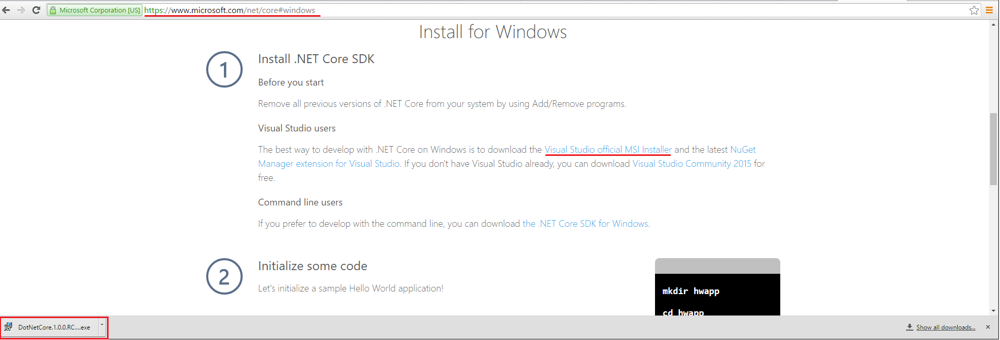 Microsoft Corporation [US] https://www.microsoft.com/net/core#windows
Install for Windows
1
Install .NET Core SDK
Before you start
Remove all previous versions of .NET Core from your system by using Add/Remove programs.
Visual Studio users
The best way to develop with .NET Core on Windows is to download the Visual Studio official MSI Installer and the latest NuGet
Manager extension for Visual Studio. If you don't have Visual Studio already, you can download Visual Studio Community 2015 for
free.
Command line users
If you prefer to develop with the command line, you can download the .NET Core SDK for Windows.
2
Initialize some code
Let's initialize a sample Hello World application!
mkdir hwapp
cd hwapp
DotNetCore.1.0.0.RC....exe
Show all downloads...